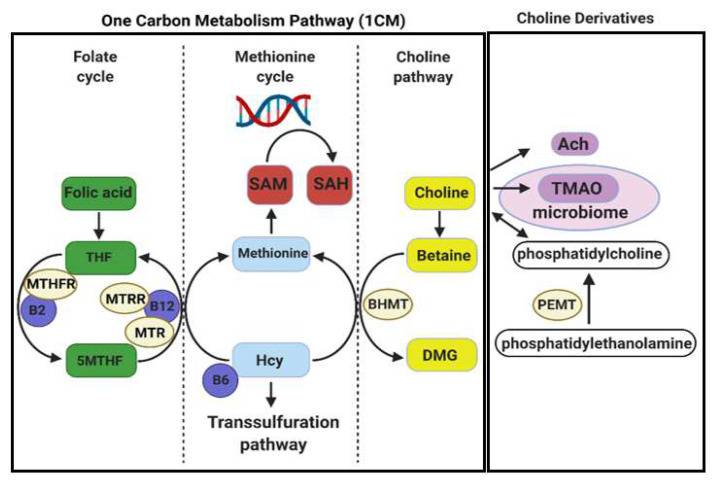 One Carbon Metabolism Pathway (1CM)
Choline Derivatives
Folate
cycle
Methionine
cycle
Choline
pathway
Folic acid
THF
MTHFR
B2
MTRR
B12
MTR
5MTHF
SAM
SAH
Methionine
Hcy
B6
Transsulfuration
pathway
Choline
Betaine
BHMT
DMG
Ach
TMAO
microbiome
phosphatidylcholine
PEMT
phosphatidylethanolamine